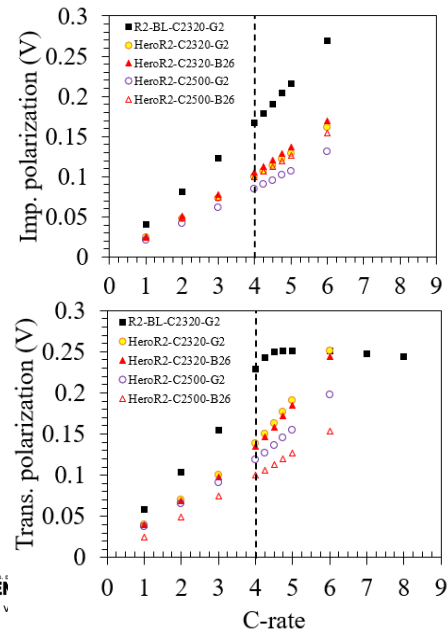 Imp. polarization (V)
0.3
0.25
0.2
0.15
0.1
0.05
0
R2-BL-C2320-G2
HeroR2-C2320-G2
HeroR2-C2320-B26
HeroR2-C2500-G2
HeroR2-C2500-B26
0 1 2 3 4 5 6 7 8 9
Trans. polarization (V)
0.3
0.25
0.2
0.15
0.1
0.05
0
R2-BL-C2320-G2
HeroR2-C2320-G2
HeroR2-C2320-B26
HeroR2-C2500-G2
HeroR2-C2500-B26
0 1 2 3 4 5 6 7 8 9
C-rate